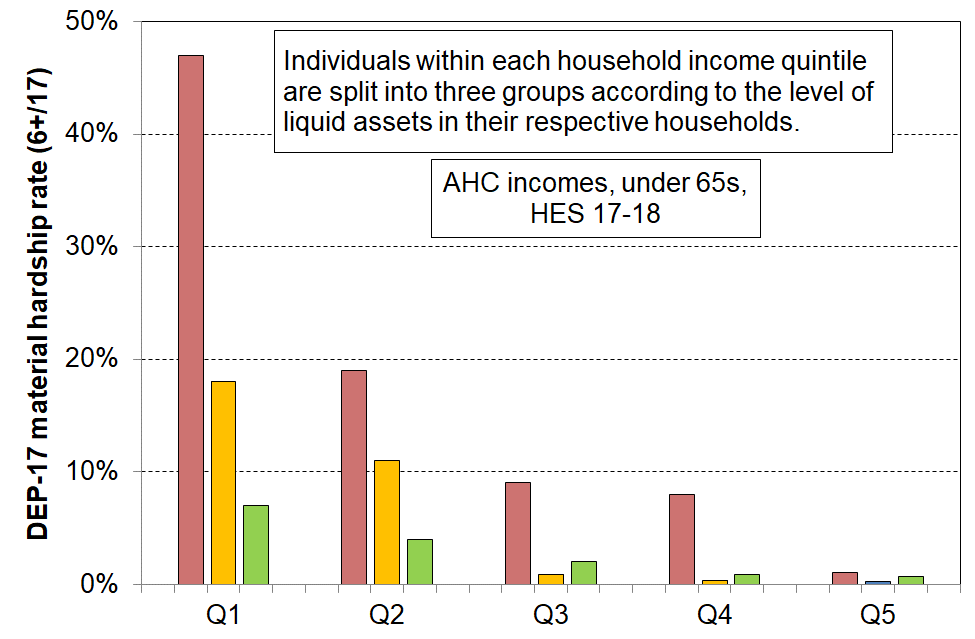 50%
Individuals within each household income quintile
are split into three groups according to the level of
liquid assets in their respective households.
40%
AHC incomes, under 65s,
HES 17-18
30%
20%
10%
0%
DEP-17 material hardship rate (6+/17)
Q1
Q2
Q3
Q4
Q5